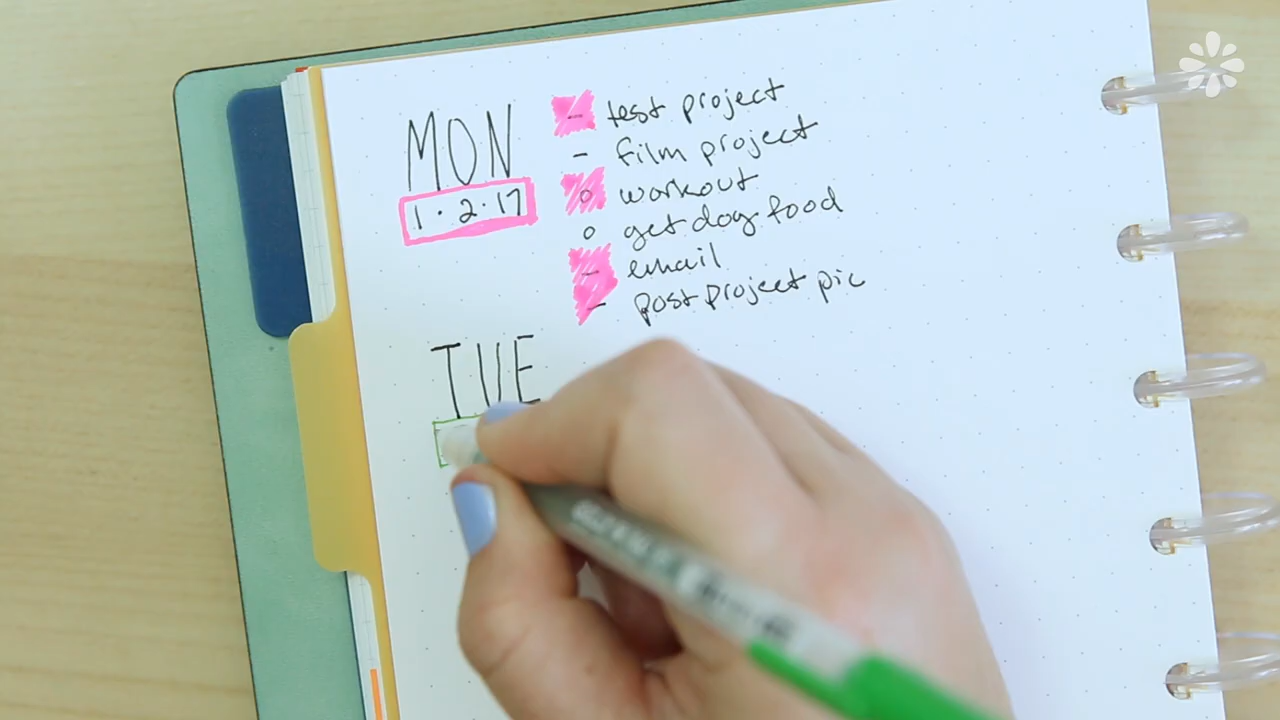 MON
1 · 2 · 17
- test project
- film project
o workout
o get dog food
- email
- post project pic
TUE